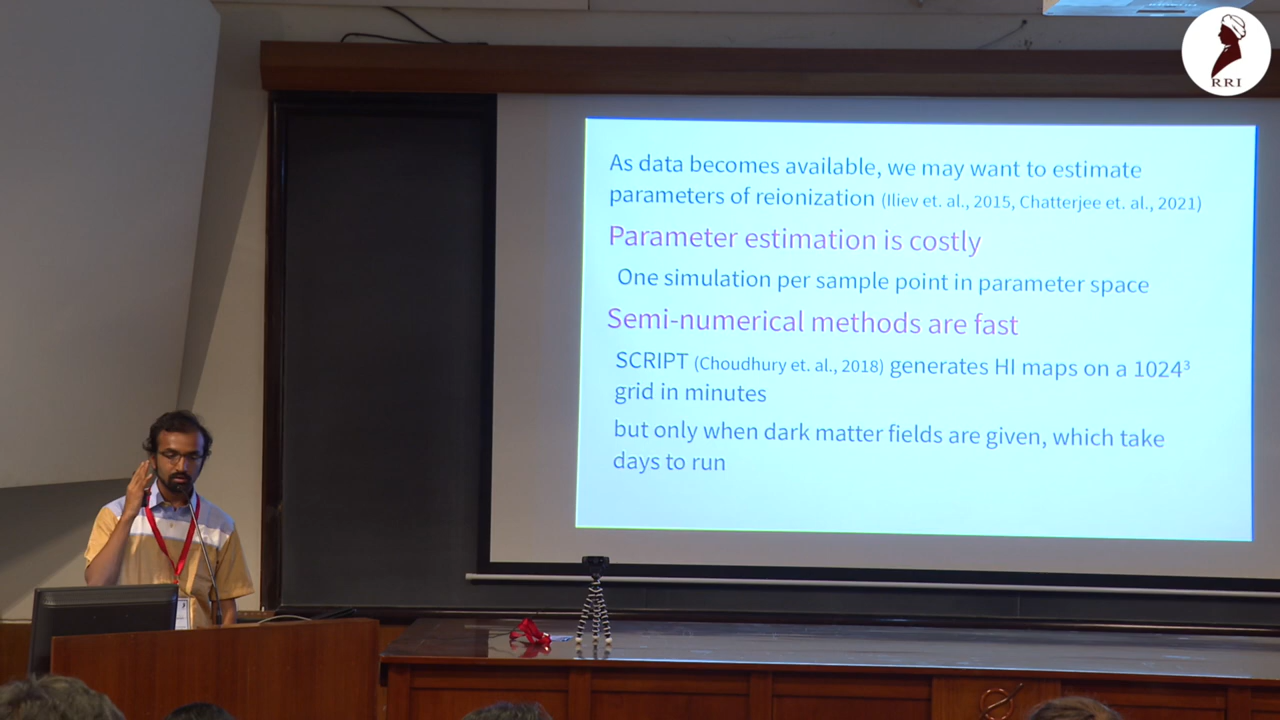 RRI
As data becomes available, we may want to estimate
parameters of reionization (Iliev et. al., 2015, Chatterjee et. al., 2021)
Parameter estimation is costly
One simulation per sample point in parameter space
Semi-numerical methods are fast
SCRIPT (Choudhury et. al., 2018) generates HI maps on a 1024³
grid in minutes
but only when dark matter fields are given, which take
days to run